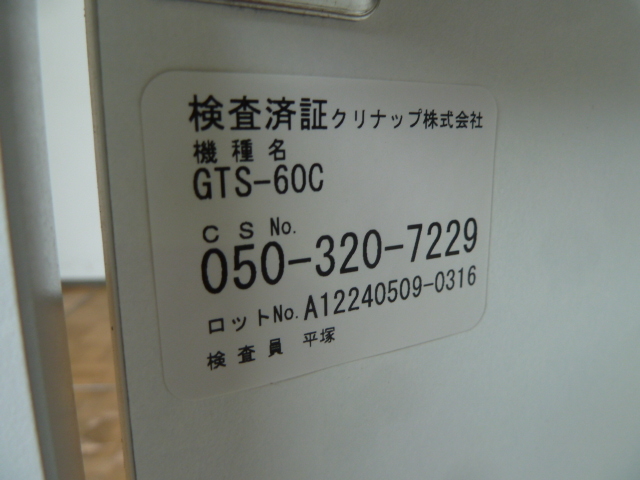 検査済証 クリナップ株式会社
機種名
GTS-60C
CS No.
050-320-7229
ロットNo. A12240509-0316
検査員 平塚